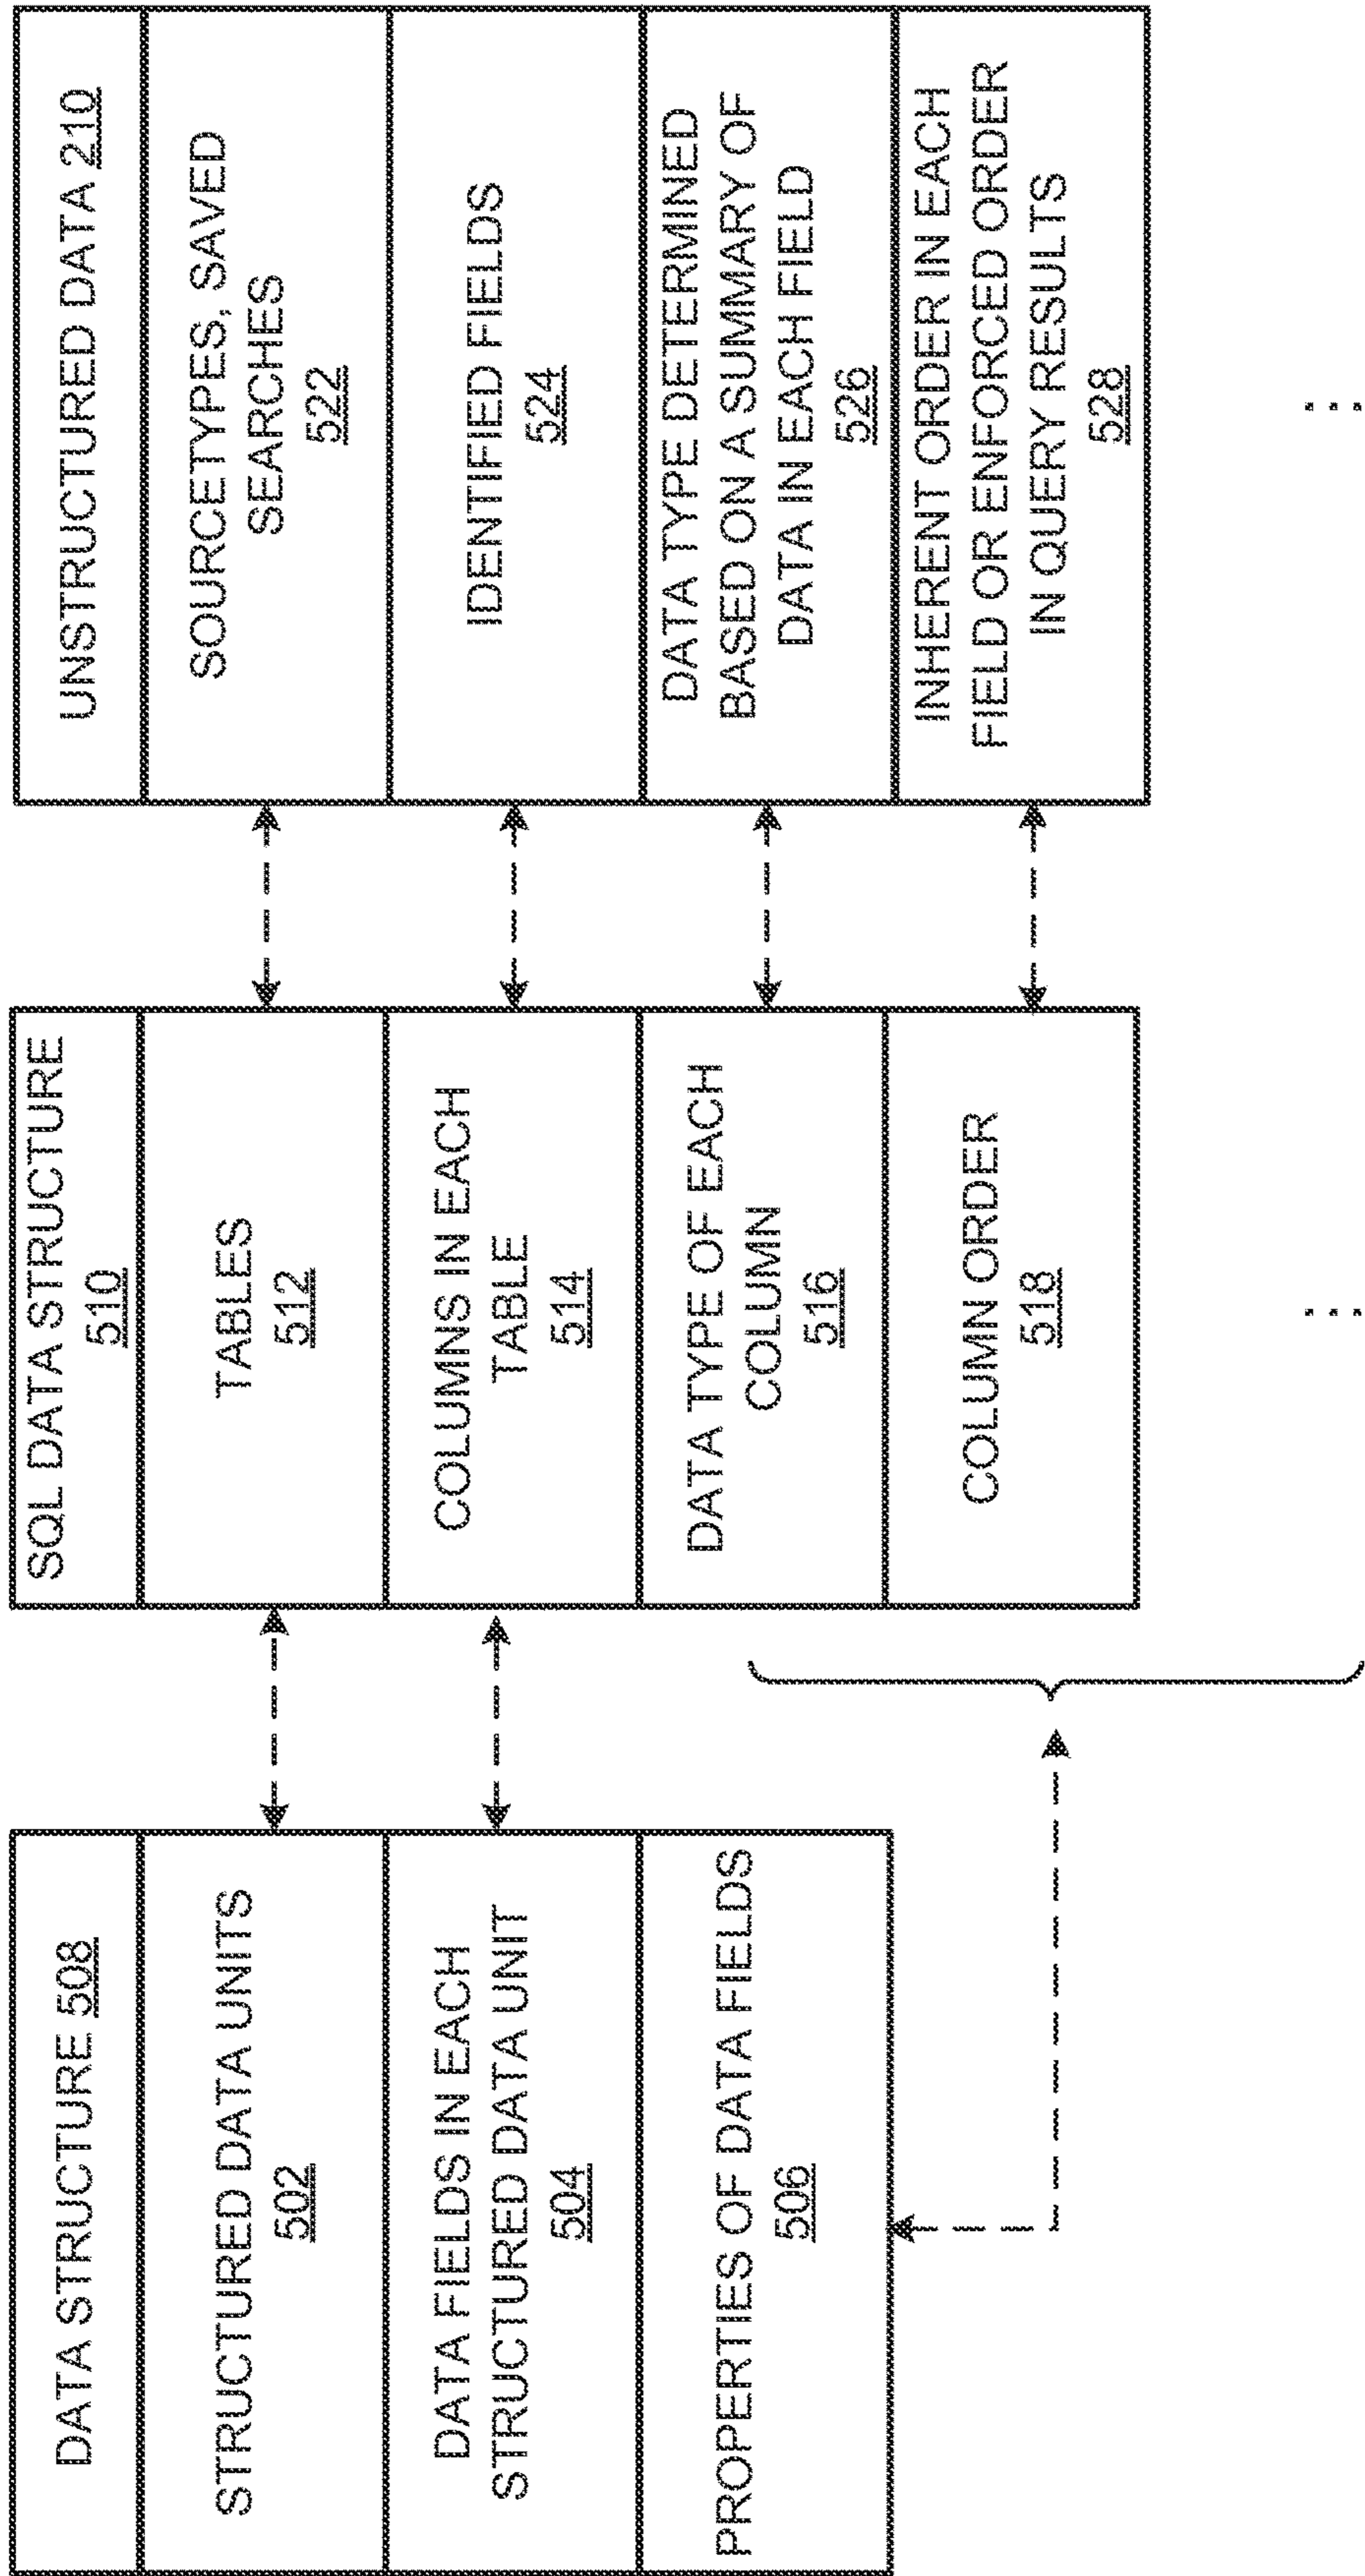 DATA STRUCTURE 508
STRUCTURED DATA UNITS
502
DATA FIELDS IN EACH
STRUCTURED DATA UNIT
504
PROPERTIES OF DATA FIELDS
506
SQL DATA STRUCTURE
510
TABLES
512
COLUMNS IN EACH
TABLE
514
DATA TYPE OF EACH
COLUMN
516
COLUMN ORDER
518
...
UNSTRUCTURED DATA 210
SOURCETYPES, SAVED
SEARCHES
522
IDENTIFIED FIELDS
524
DATA TYPE DETERMINED
BASED ON A SUMMARY OF
DATA IN EACH FIELD
526
INHERENT ORDER IN EACH
FIELD OR ENFORCED ORDER
IN QUERY RESULTS
528
...